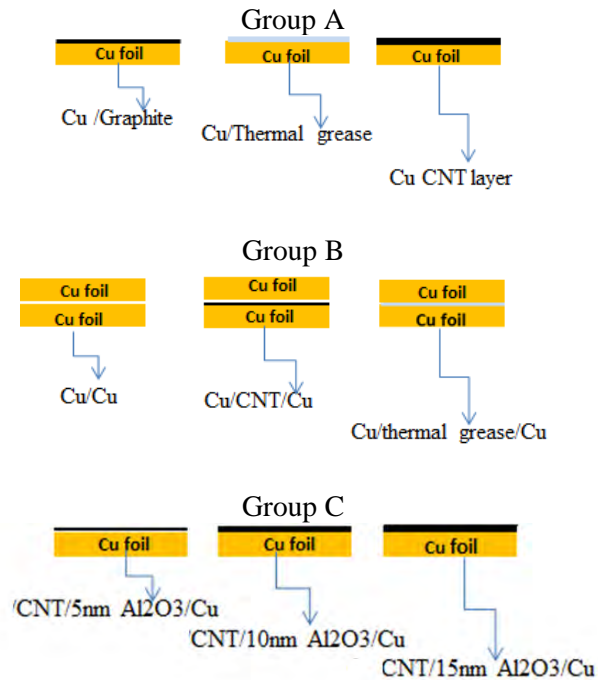 Group A
Cu foil
Cu foil
Cu foil
Cu /Graphite
Cu/Thermal grease
Cu CNT layer
Group B
Cu foil
Cu foil
Cu foil
Cu foil
Cu foil
Cu foil
Cu/Cu
Cu/CNT/Cu
Cu/thermal grease/Cu
Group C
Cu foil
Cu foil
Cu foil
/CNT/5nm Al2O3/Cu
/CNT/10nm Al2O3/Cu
CNT/15nm Al2O3/Cu